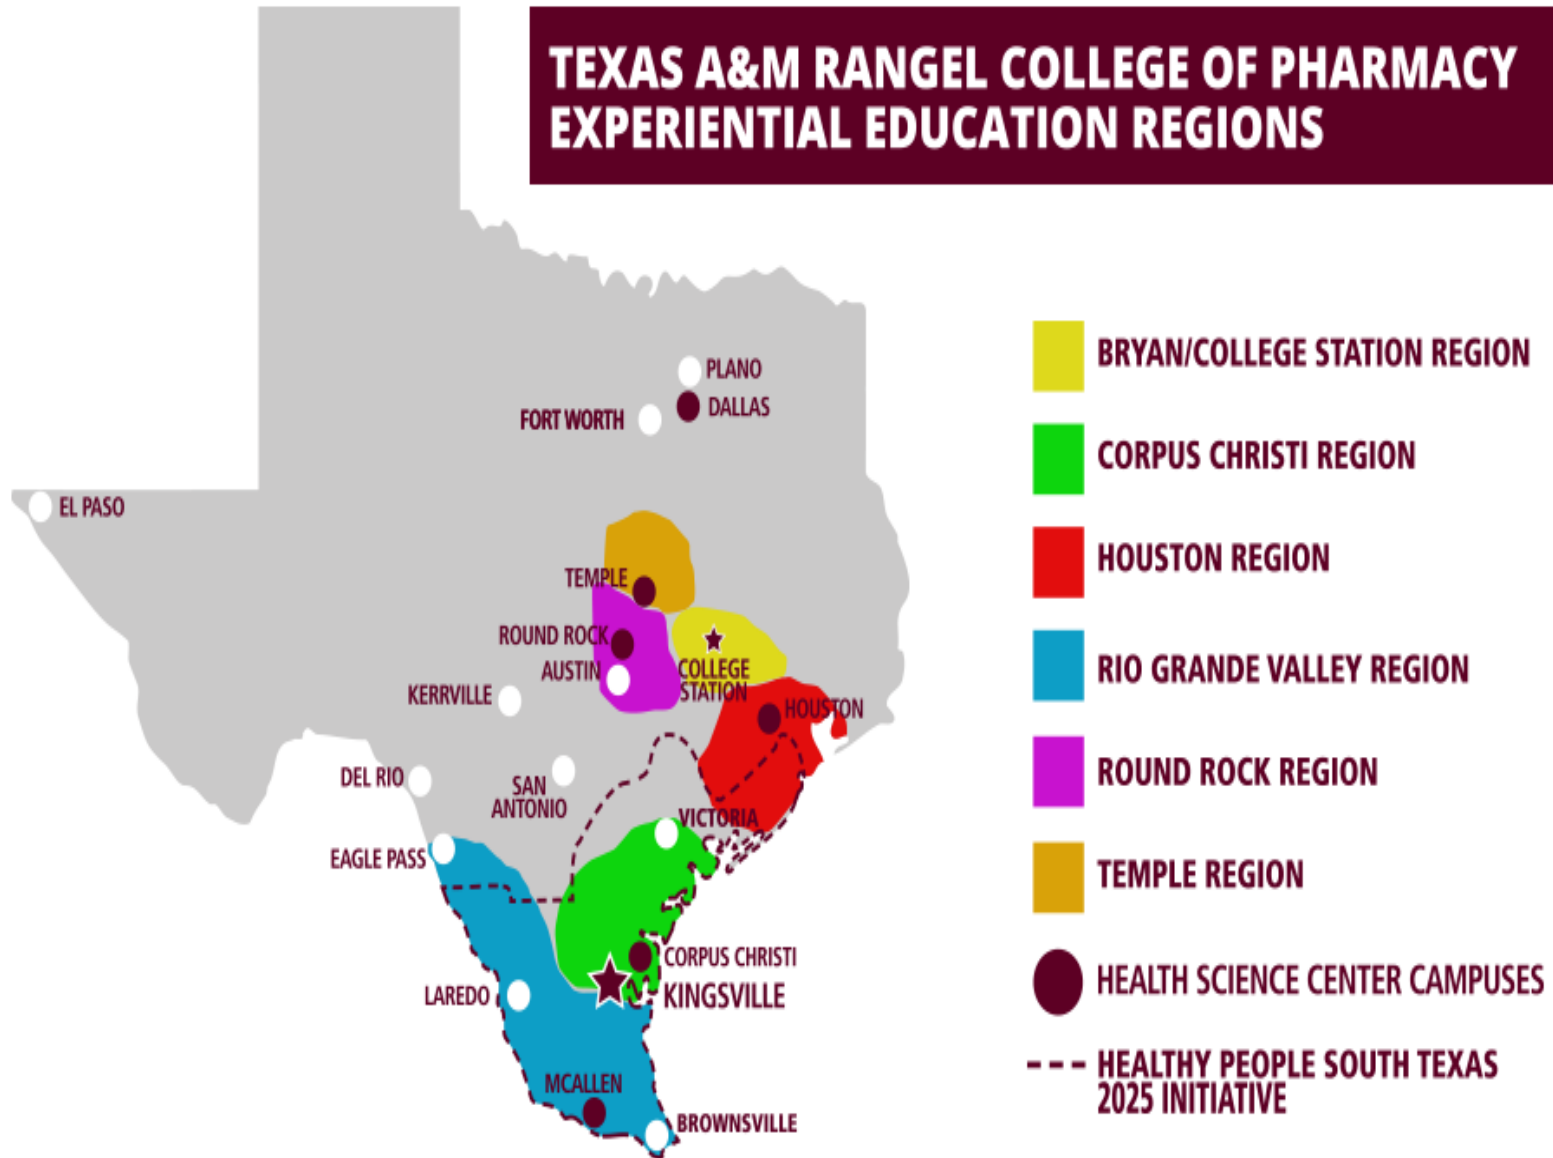 TEXAS A&M RANGEL COLLEGE OF PHARMACY
EXPERIENTIAL EDUCATION REGIONS
PLANO
DALLAS
FORT WORTH
EL PASO
TEMPLE
ROUND ROCK
AUSTIN
COLLEGE
STATION
KERRVILLE
HOUSTON
DEL RIO
SAN
ANTONIO
VICTORIA
EAGLE PASS
CORPUS CHRISTI
KINGSVILLE
LAREDO
MCALLEN
BROWNSVILLE
BRYAN/COLLEGE STATION REGION
CORPUS CHRISTI REGION
HOUSTON REGION
RIO GRANDE VALLEY REGION
ROUND ROCK REGION
TEMPLE REGION
HEALTH SCIENCE CENTER CAMPUSES
HEALTHY PEOPLE SOUTH TEXAS
2025 INITIATIVE